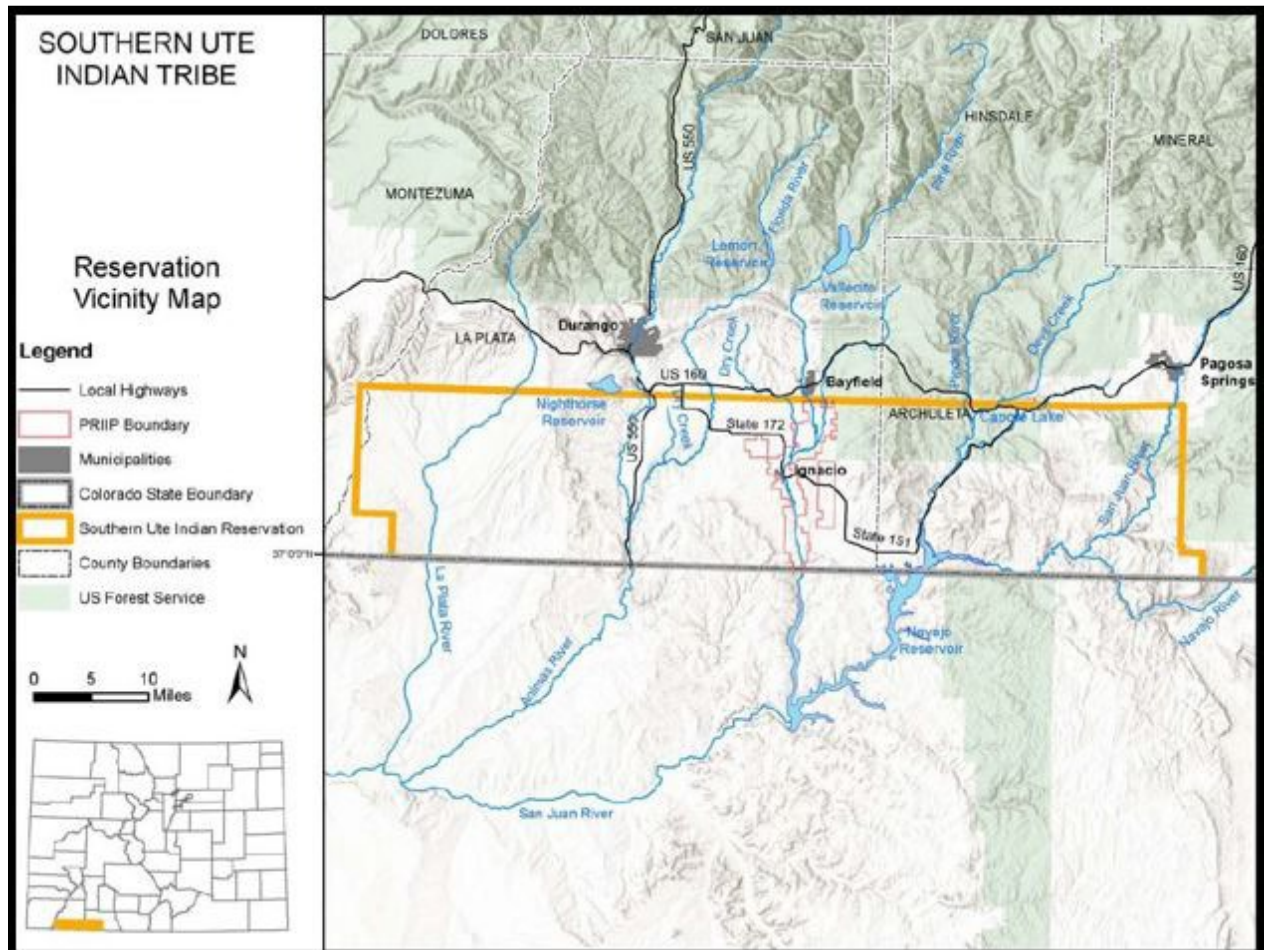 SOUTHERN UTE
INDIAN TRIBE
Reservation
Vicinity Map
Legend
Local Highways
PRIIP Boundary
Municipalities
Colorado State Boundary
Southern Ute Indian Reservation
County Boundaries
US Forest Service
N
0 5 10
Miles
DOLORES
SAN JUAN
HINSDALE
MINERAL
MONTEZUMA
US 550
Florida River
Pine River
Lemon
Reservoir
Vallecito
Reservoir
US 160
Durango
LA PLATA
Dry Creek
Piedra River
Devil Creek
Pagosa
Springs
US 160
Bayfield
Nighthorse
Reservoir
ARCHULETA
Capote Lake
US 550
Creek
State 172
Ignacio
San Juan River
State 151
37°0'0"N
La Plata River
Animas River
Navajo
Reservoir
Navajo River
San Juan River